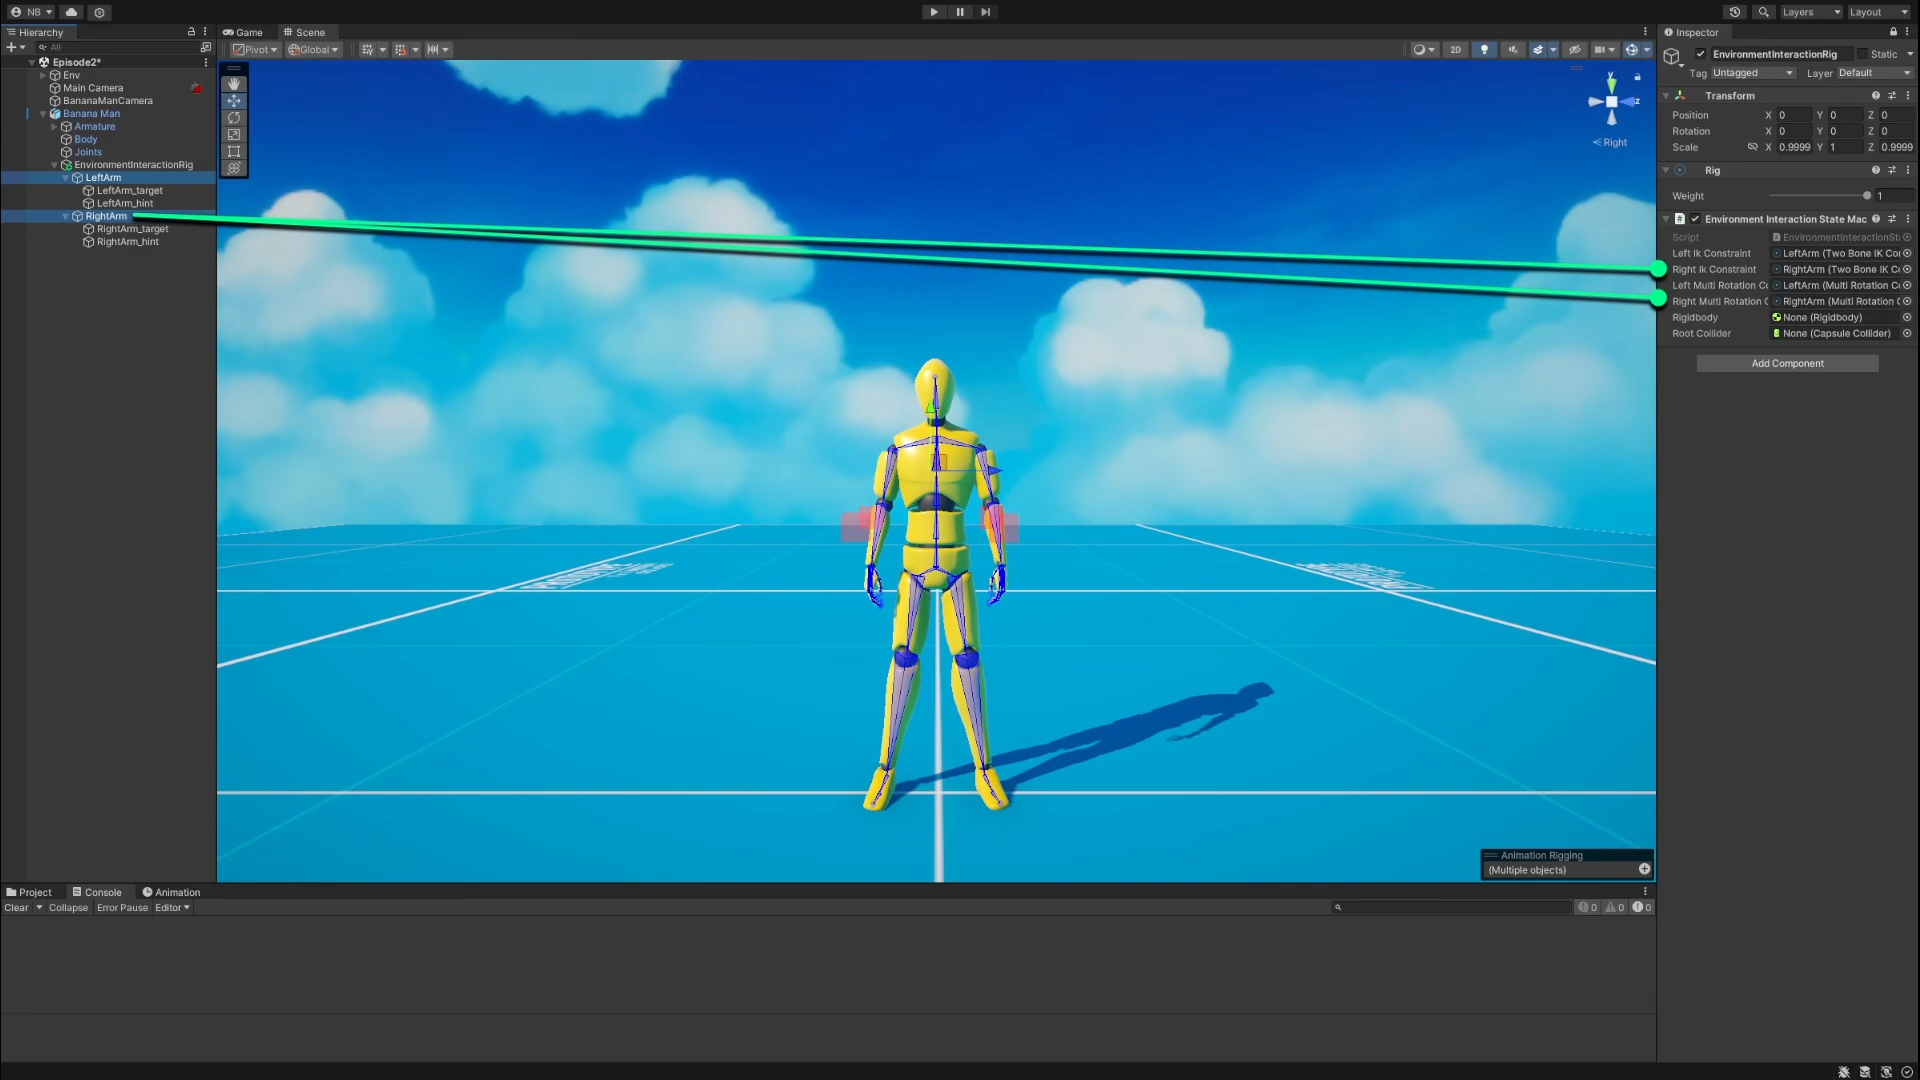 NB
Layers
Layout
Hierarchy
All
Episode2*
Env
Main Camera
BananaManCamera
Banana Man
Armature
Body
Joints
EnvironmentInteractionRig
LeftArm
LeftArm_target
LeftArm_hint
RightArm
RightArm_target
RightArm_hint
Game
Scene
Pivot
Global
2D
y
z
Right
Animation Rigging
(Multiple objects)
Inspector
EnvironmentInteractionRig
Static
Tag Untagged Layer Default
Transform
Position X 0 Y 0 Z 0
Rotation X 0 Y 0 Z 0
Scale X 0.9999 Y 1 Z 0.9999
Rig
Weight 1
Environment Interaction State Mac
Script EnvironmentInteractionSta
Left Ik Constraint LeftArm (Two Bone IK Co
Right Ik Constraint RightArm (Two Bone IK Co
Left Multi Rotation Co LeftArm (Multi Rotation Co
Right Multi Rotation C RightArm (Multi Rotation C
Rigidbody None (Rigidbody)
Root Collider None (Capsule Collider)
Add Component
Project
Console
Animation
Clear
Collapse
Error Pause
Editor
0
0
0